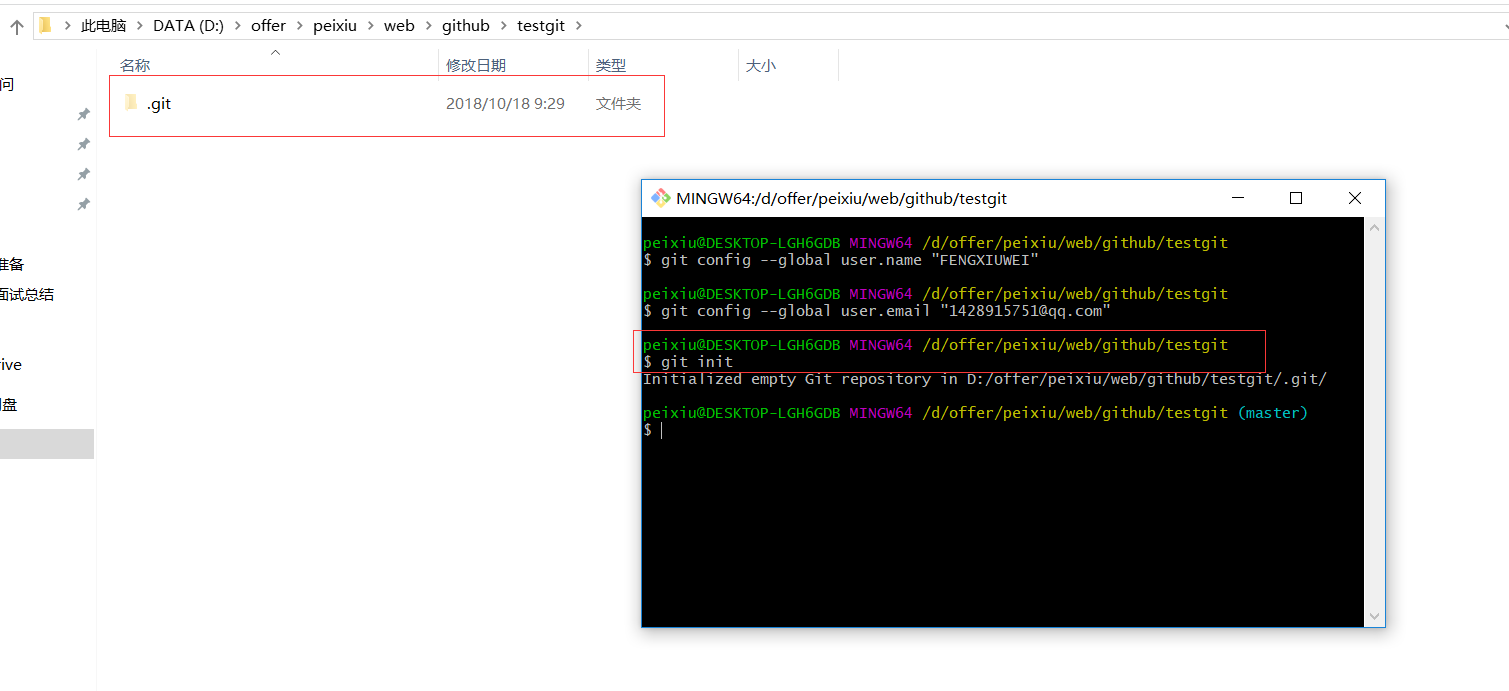 此电脑 > DATA (D:) > offer > peixiu > web > github > testgit >
名称 修改日期 类型 大小
问
.git 2018/10/18 9:29 文件夹
准备
面试总结
rive
盘
MINGW64:/d/offer/peixiu/web/github/testgit
peixiu@DESKTOP-LGH6GDB MINGW64 /d/offer/peixiu/web/github/testgit
$ git config --global user.name "FENGXIUWEI"
peixiu@DESKTOP-LGH6GDB MINGW64 /d/offer/peixiu/web/github/testgit
$ git config --global user.email "1428915751@qq.com"
peixiu@DESKTOP-LGH6GDB MINGW64 /d/offer/peixiu/web/github/testgit
$ git init
Initialized empty Git repository in D:/offer/peixiu/web/github/testgit/.git/
peixiu@DESKTOP-LGH6GDB MINGW64 /d/offer/peixiu/web/github/testgit (master)
$